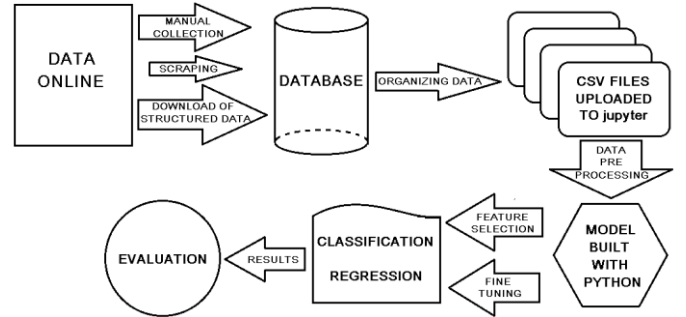 DATA
ONLINE
MANUAL
COLLECTION
SCRAPING
DOWNLOAD OF
STRUCTURED DATA
DATABASE
ORGANIZING DATA
CSV FILES
UPLOADED
TO jupyter
DATA
PRE
PROCESSING
MODEL
BUILT
WITH
PYTHON
FEATURE
SELECTION
FINE
TUNING
CLASSIFICATION
REGRESSION
RESULTS
EVALUATION